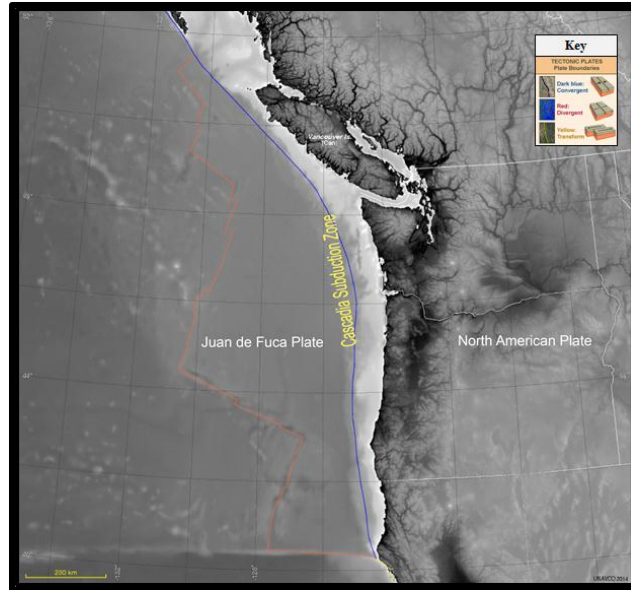 Key
TECTONIC PLATES
Plate Boundaries
Dark blue:
Convergent
Red:
Divergent
Yellow:
Transform
Vancouver Is.
(Can)
Cascadia Subduction Zone
Juan de Fuca Plate
North American Plate
200 km
UNAVCO 2014